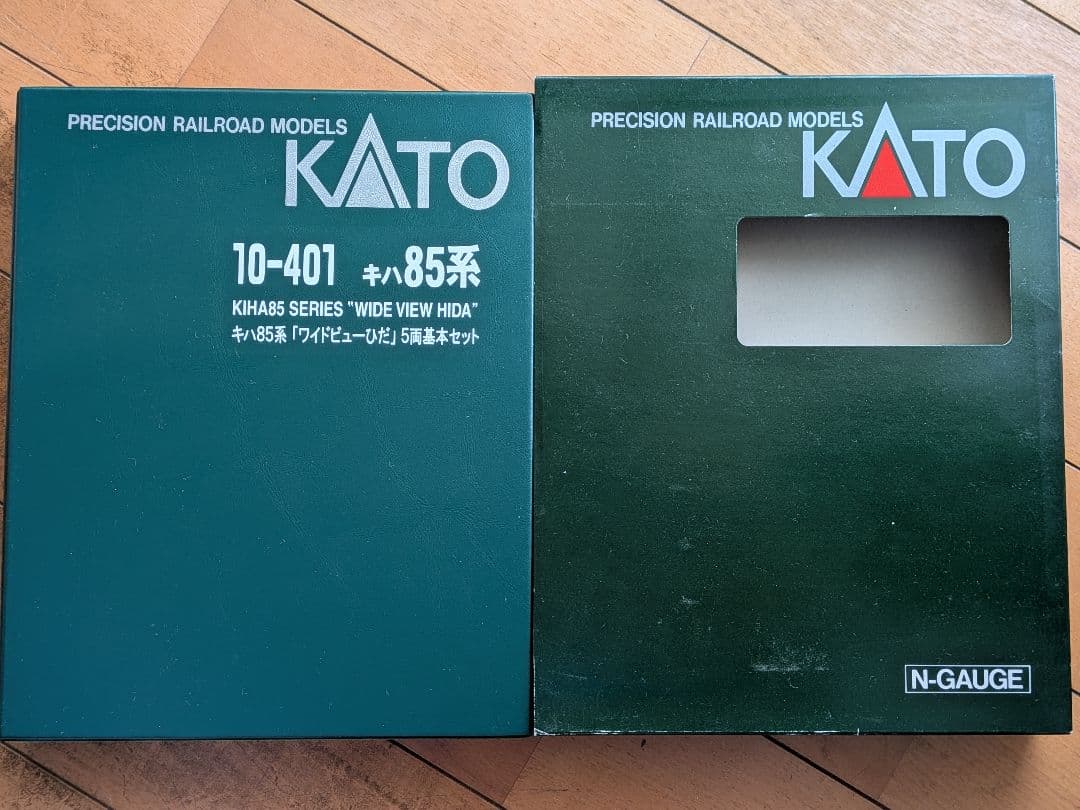 PRECISION RAILROAD MODELS
KATO
10-401 キハ85系
KIHA85 SERIES "WIDE VIEW HIDA"
キハ85系「ワイドビューひだ」5両基本セット
PRECISION RAILROAD MODELS
KATO
N-GAUGE